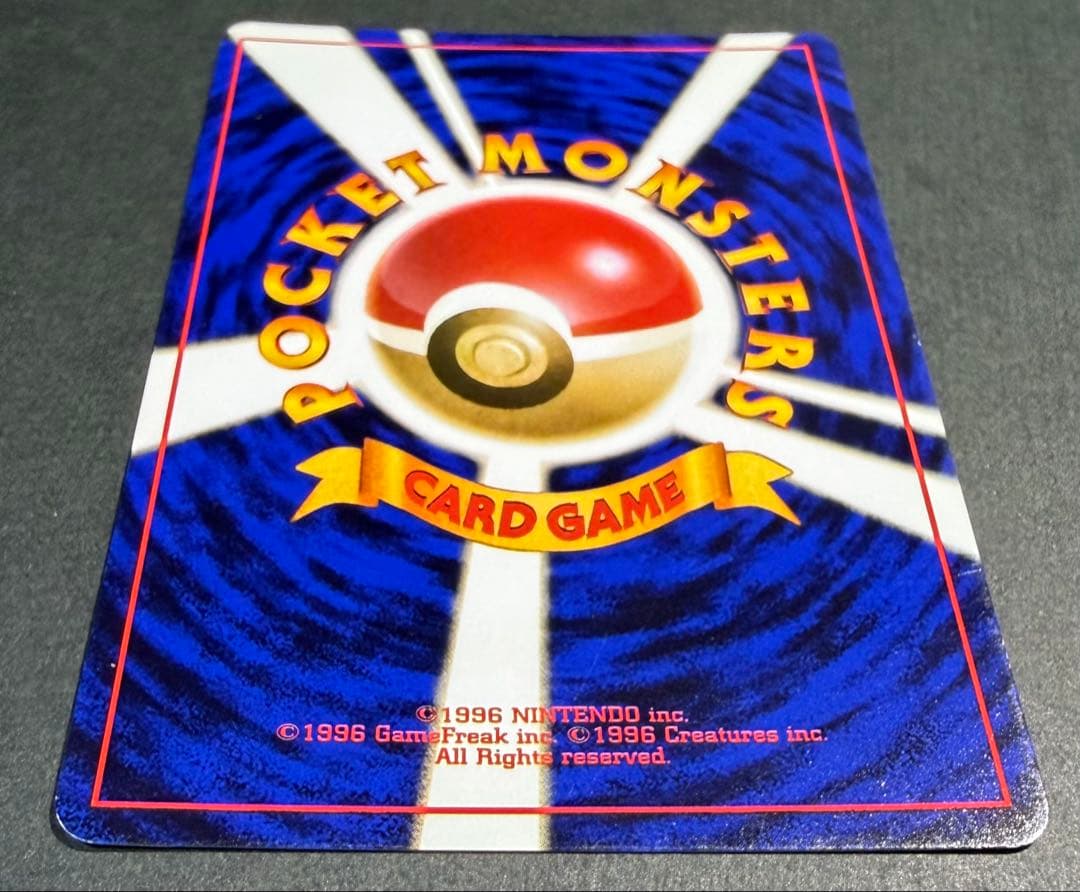 POCKET MONSTERS
CARD GAME
©1996 NINTENDO inc.
©1996 GameFreak inc. ©1996 Creatures inc.
All Rights reserved.